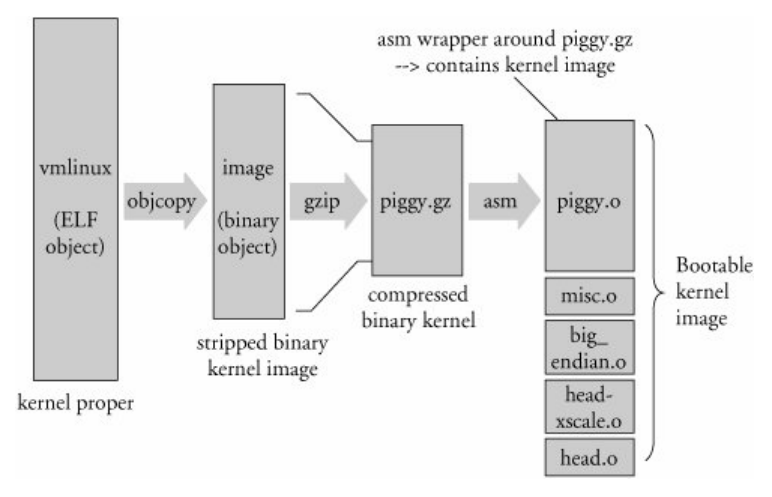 asm wrapper around piggy.gz
--> contains kernel image
vmlinux
(ELF
object)
kernel proper
objcopy
image
(binary
object)
stripped binary
kernel image
gzip
piggy.gz
compressed
binary kernel
asm
piggy.o
misc.o
big_
endian.o
head-
xscale.o
head.o
Bootable
kernel
image